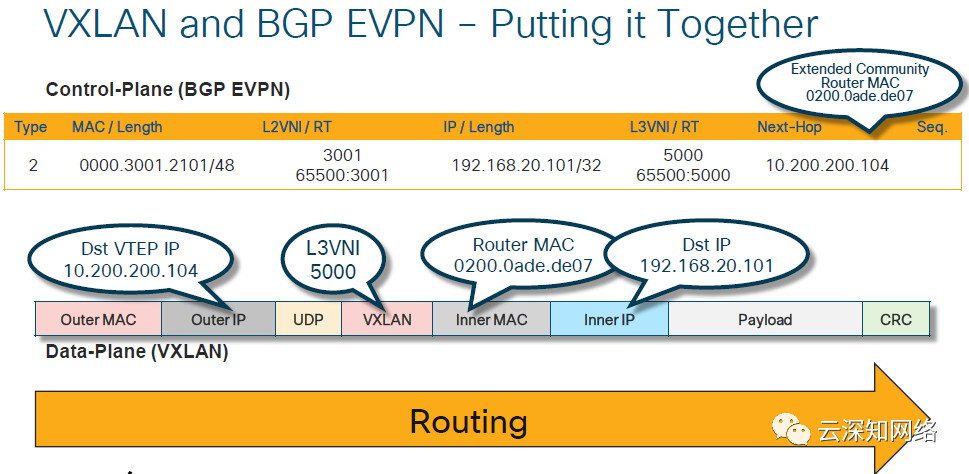 VXLAN and BGP EVPN – Putting it Together
Control-Plane (BGP EVPN)
Extended Community
Router MAC
0200.0ade.de07
Type MAC / Length L2VNI / RT IP / Length L3VNI / RT Next-Hop Seq.
2 0000.3001.2101/48 3001 192.168.20.101/32 5000 10.200.200.104
65500:3001 65500:5000
Dst VTEP IP
10.200.200.104
L3VNI
5000
Router MAC
0200.0ade.de07
Dst IP
192.168.20.101
Outer MAC Outer IP UDP VXLAN Inner MAC Inner IP Payload CRC
Data-Plane (VXLAN)
Routing
云深知网络